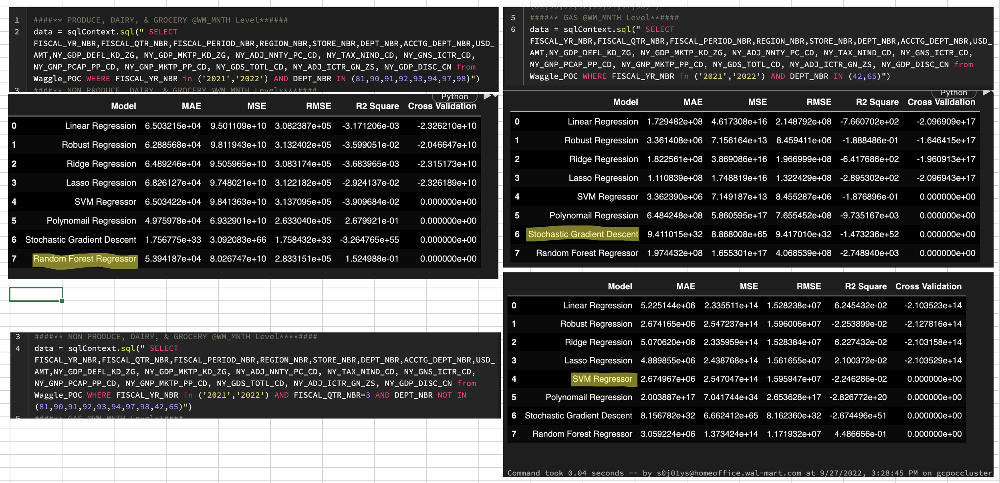 1 ####** PRODUCE, DAIRY, & GROCERY @WM_MNTH Level**####
2 data = sqlContext.sql(" SELECT
FISCAL_YR_NBR,FISCAL_QTR_NBR,FISCAL_PERIOD_NBR,REGION_NBR,STORE_NBR,DEPT_NBR,ACCTG_DEPT_NBR,USD_
AMT,NY_GDP_DEFL_KD_ZG, NY_GDP_MKTP_KD_ZG, NY_ADJ_NNTY_PC_CD, NY_TAX_NIND_CD, NY_GNS_ICTR_CD,
NY_GNP_PCAP_PP_CD, NY_GNP_MKTP_PP_CD, NY_GDS_TOTL_CD, NY_ADJ_ICTR_GN_ZS, NY_GDP_DISC_CN from
Waggle_POC WHERE FISCAL_YR_NBR in ('2021','2022') AND DEPT_NBR IN (81,90,91,92,93,94,97,98)")
3 ####** NON PRODUCE, DAIRY, & GROCERY @WM_MNTH Level****####
Python
Model MAE MSE RMSE R2 Square Cross Validation
0 Linear Regression 6.503215e+04 9.501109e+10 3.082387e+05 -3.171206e-03 -2.326210e+10
1 Robust Regression 6.288568e+04 9.811943e+10 3.132402e+05 -3.599051e-02 -2.046647e+10
2 Ridge Regression 6.489246e+04 9.505965e+10 3.083174e+05 -3.683965e-03 -2.315173e+10
3 Lasso Regression 6.826127e+04 9.748021e+10 3.122182e+05 -2.924137e-02 -2.326189e+10
4 SVM Regressor 6.503422e+04 9.841363e+10 3.137095e+05 -3.909684e-02 0.000000e+00
5 Polynomail Regression 4.975978e+04 6.932901e+10 2.633040e+05 2.679921e-01 0.000000e+00
6 Stochastic Gradient Descent 1.756775e+33 3.092083e+66 1.758432e+33 -3.264765e+55 0.000000e+00
7 Random Forest Regressor 5.394187e+04 8.026747e+10 2.833151e+05 1.524988e-01 0.000000e+00
3 ####** NON PRODUCE, DAIRY, & GROCERY @WM_MNTH Level****####
4 data = sqlContext.sql(" SELECT
FISCAL_YR_NBR,FISCAL_QTR_NBR,FISCAL_PERIOD_NBR,REGION_NBR,STORE_NBR,DEPT_NBR,ACCTG_DEPT_NBR,USD_
AMT,NY_GDP_DEFL_KD_ZG, NY_GDP_MKTP_KD_ZG, NY_ADJ_NNTY_PC_CD, NY_TAX_NIND_CD, NY_GNS_ICTR_CD,
NY_GNP_PCAP_PP_CD, NY_GNP_MKTP_PP_CD, NY_GDS_TOTL_CD, NY_ADJ_ICTR_GN_ZS, NY_GDP_DISC_CN from
Waggle_POC WHERE FISCAL_YR_NBR in ('2021','2022') AND FISCAL_QTR_NBR=3 AND DEPT_NBR NOT IN
(81,90,91,92,93,94,97,98,42,65)")
5 ####** GAS @WM_MNTH Level**####
(81,90,91,92,93,94,97,98)")
5 ####** GAS @WM_MNTH Level**####
6 data = sqlContext.sql(" SELECT
FISCAL_YR_NBR,FISCAL_QTR_NBR,FISCAL_PERIOD_NBR,REGION_NBR,STORE_NBR,DEPT_NBR,ACCTG_DEPT_NBR,USD_
AMT,NY_GDP_DEFL_KD_ZG, NY_GDP_MKTP_KD_ZG, NY_ADJ_NNTY_PC_CD, NY_TAX_NIND_CD, NY_GNS_ICTR_CD,
NY_GNP_PCAP_PP_CD, NY_GNP_MKTP_PP_CD, NY_GDS_TOTL_CD, NY_ADJ_ICTR_GN_ZS, NY_GDP_DISC_CN from
Waggle_POC WHERE FISCAL_YR_NBR in ('2021','2022') AND DEPT_NBR IN (42,65)")
Python
Model MAE MSE RMSE R2 Square Cross Validation
0 Linear Regression 1.729482e+08 4.617308e+16 2.148792e+08 -7.660702e+02 -2.096909e+17
1 Robust Regression 3.361408e+06 7.156164e+13 8.459411e+06 -1.888486e-01 -1.646415e+17
2 Ridge Regression 1.822561e+08 3.869086e+16 1.966999e+08 -6.417686e+02 -1.960913e+17
3 Lasso Regression 1.110839e+08 1.748819e+16 1.322429e+08 -2.895302e+02 -2.096943e+17
4 SVM Regressor 3.362390e+06 7.149187e+13 8.455287e+06 -1.876896e-01 0.000000e+00
5 Polynomail Regression 6.484248e+08 5.860595e+17 7.655452e+08 -9.735167e+03 0.000000e+00
6 Stochastic Gradient Descent 9.411015e+32 8.868008e+65 9.417010e+32 -1.473236e+52 0.000000e+00
7 Random Forest Regressor 1.974432e+08 1.655301e+17 4.068539e+08 -2.748940e+03 0.000000e+00
Model MAE MSE RMSE R2 Square Cross Validation
0 Linear Regression 5.225144e+06 2.335511e+14 1.528238e+07 6.245432e-02 -2.103523e+14
1 Robust Regression 2.674165e+06 2.547237e+14 1.596006e+07 -2.253899e-02 -2.127816e+14
2 Ridge Regression 5.070620e+06 2.335959e+14 1.528384e+07 6.227432e-02 -2.103158e+14
3 Lasso Regression 4.889855e+06 2.438768e+14 1.561655e+07 2.100372e-02 -2.103529e+14
4 SVM Regressor 2.674967e+06 2.547047e+14 1.595947e+07 -2.246286e-02 0.000000e+00
5 Polynomail Regression 2.003887e+17 7.041744e+34 2.653628e+17 -2.826772e+20 0.000000e+00
6 Stochastic Gradient Descent 8.156782e+32 6.662412e+65 8.162360e+32 -2.674496e+51 0.000000e+00
7 Random Forest Regressor 3.059224e+06 1.373424e+14 1.171932e+07 4.486656e-01 0.000000e+00
Command took 0.04 seconds -- by s0j01ys@homeoffice.wal-mart.com at 9/27/2022, 3:28:45 PM on gcpoccluster